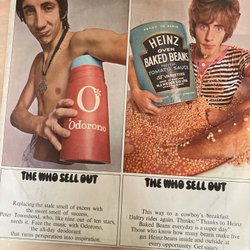 O°
Odorono
THE WHO SELL OUT
Replacing the stale smell of excess with
the sweet smell of success,
Peter Townshend, who, like nine out of ten stars,
needs it. Face the music with Odorono,
the all-day deodorant
that turns perspiration into inspiration.
HEINZ
OVEN
BAKED BEANS
TOMATO SAUCE
57 VARIETIES
THE WHO SELL OUT
This way to a cowboy's breakfast.
Daltry rides again. Thinks: "Thanks to Heinz
Baked Beans everyday is a super day"
Those who know how many beans make five
get Heinz beans inside and outside at
every opportunity. Get saucy.